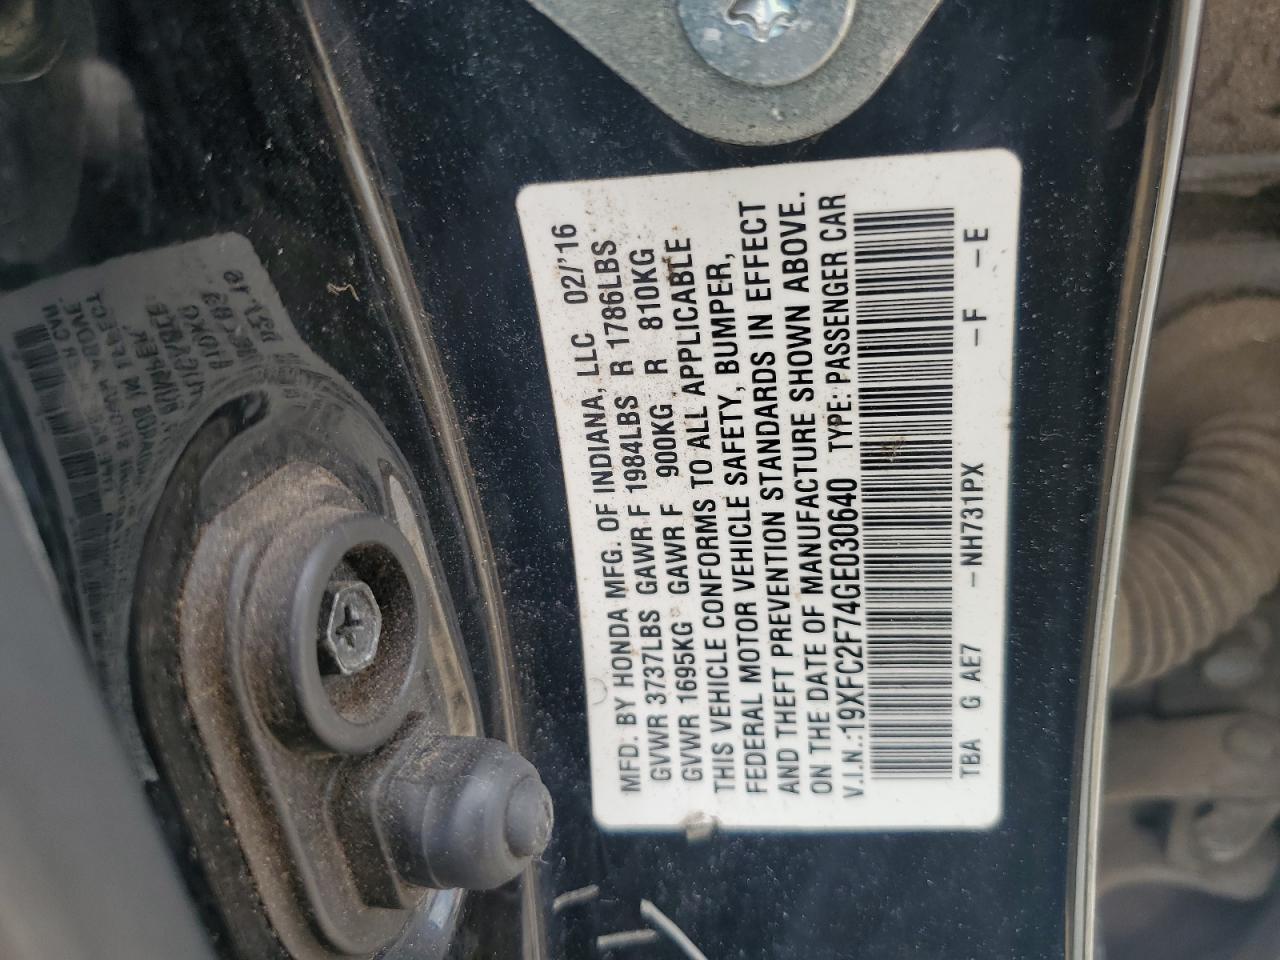 MFD. BY HONDA MFG. OF INDIANA, LLC 02/'16
GVWR 3737LBS GAWR F 1984LBS R 1786LBS
GVWR 1695KG GAWR F 900KG R 810KG
THIS VEHICLE CONFORMS TO ALL APPLICABLE
FEDERAL MOTOR VEHICLE SAFETY, BUMPER,
AND THEFT PREVENTION STANDARDS IN EFFECT
ON THE DATE OF MANUFACTURE SHOWN ABOVE.
V.I.N.:19XFC2F74GE030640 TYPE: PASSENGER CAR
TBA G AE7 -NH731PX -F -E